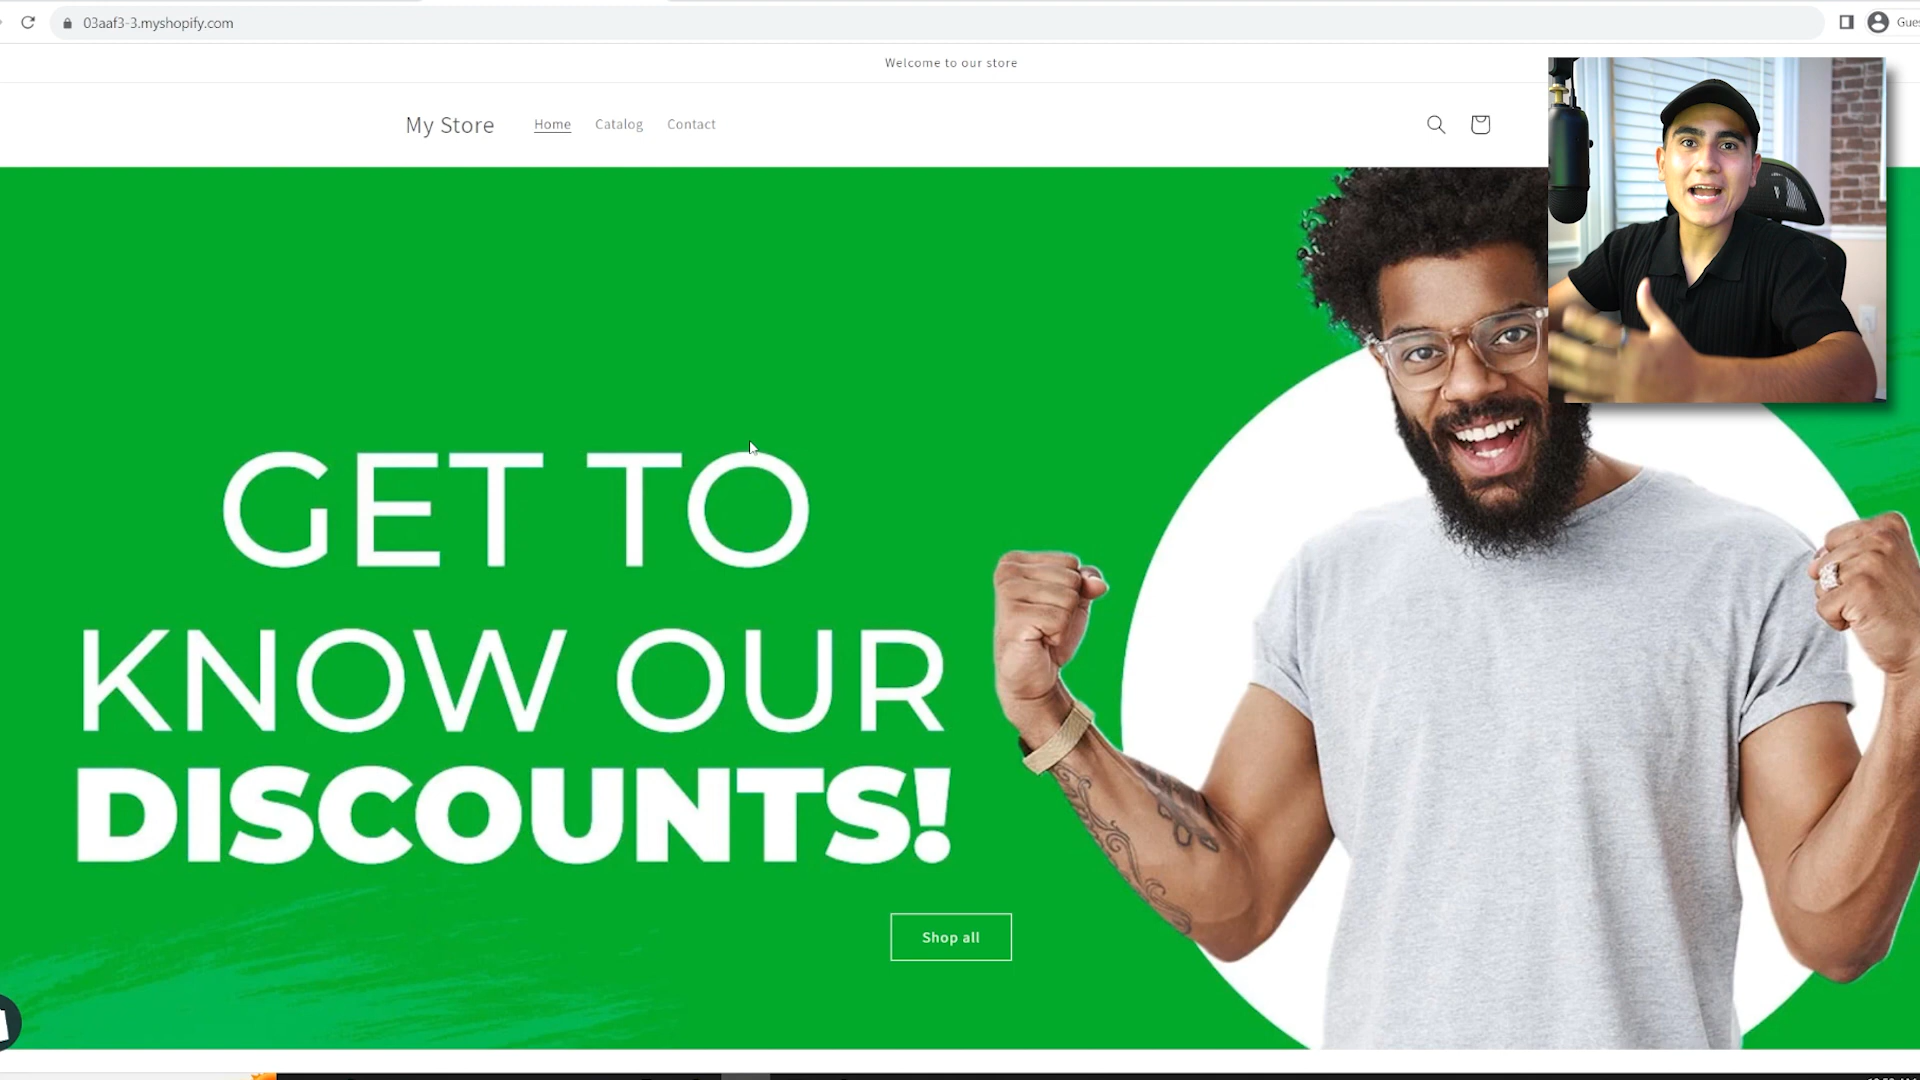 03aaf3-3.myshopify.com
Welcome to our store
My Store
Home
Catalog
Contact
GET TO
KNOW OUR
DISCOUNTS!
Shop all